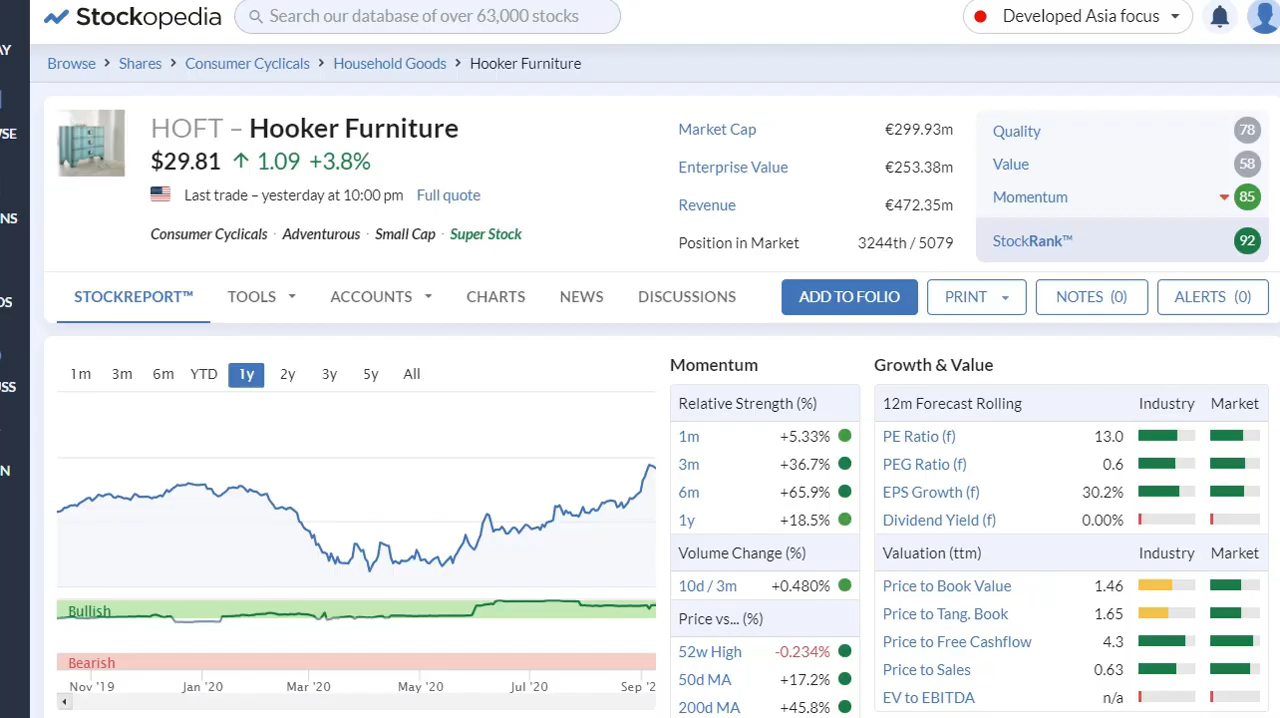 Stockopedia
Search our database of over 63,000 stocks
Developed Asia focus
Browse > Shares > Consumer Cyclicals > Household Goods > Hooker Furniture
HOFT – Hooker Furniture
$29.81 ↑ 1.09 +3.8%
Last trade – yesterday at 10:00 pm Full quote
Consumer Cyclicals · Adventurous · Small Cap · Super Stock
Market Cap €299.93m
Enterprise Value €253.38m
Revenue €472.35m
Position in Market 3244th / 5079
Quality 78
Value 58
Momentum 85
StockRank™ 92
STOCKREPORT™ TOOLS ACCOUNTS CHARTS NEWS DISCUSSIONS
ADD TO FOLIO PRINT NOTES (0) ALERTS (0)
1m 3m 6m YTD 1y 2y 3y 5y All
Bullish
Bearish
Nov '19 Jan '20 Mar '20 May '20 Jul '20 Sep '2
Momentum
Relative Strength (%)
1m +5.33%
3m +36.7%
6m +65.9%
1y +18.5%
Volume Change (%)
10d / 3m +0.480%
Price vs... (%)
52w High -0.234%
50d MA +17.2%
200d MA +45.8%
Growth & Value
12m Forecast Rolling Industry Market
PE Ratio (f) 13.0
PEG Ratio (f) 0.6
EPS Growth (f) 30.2%
Dividend Yield (f) 0.00%
Valuation (ttm) Industry Market
Price to Book Value 1.46
Price to Tang. Book 1.65
Price to Free Cashflow 4.3
Price to Sales 0.63
EV to EBITDA n/a